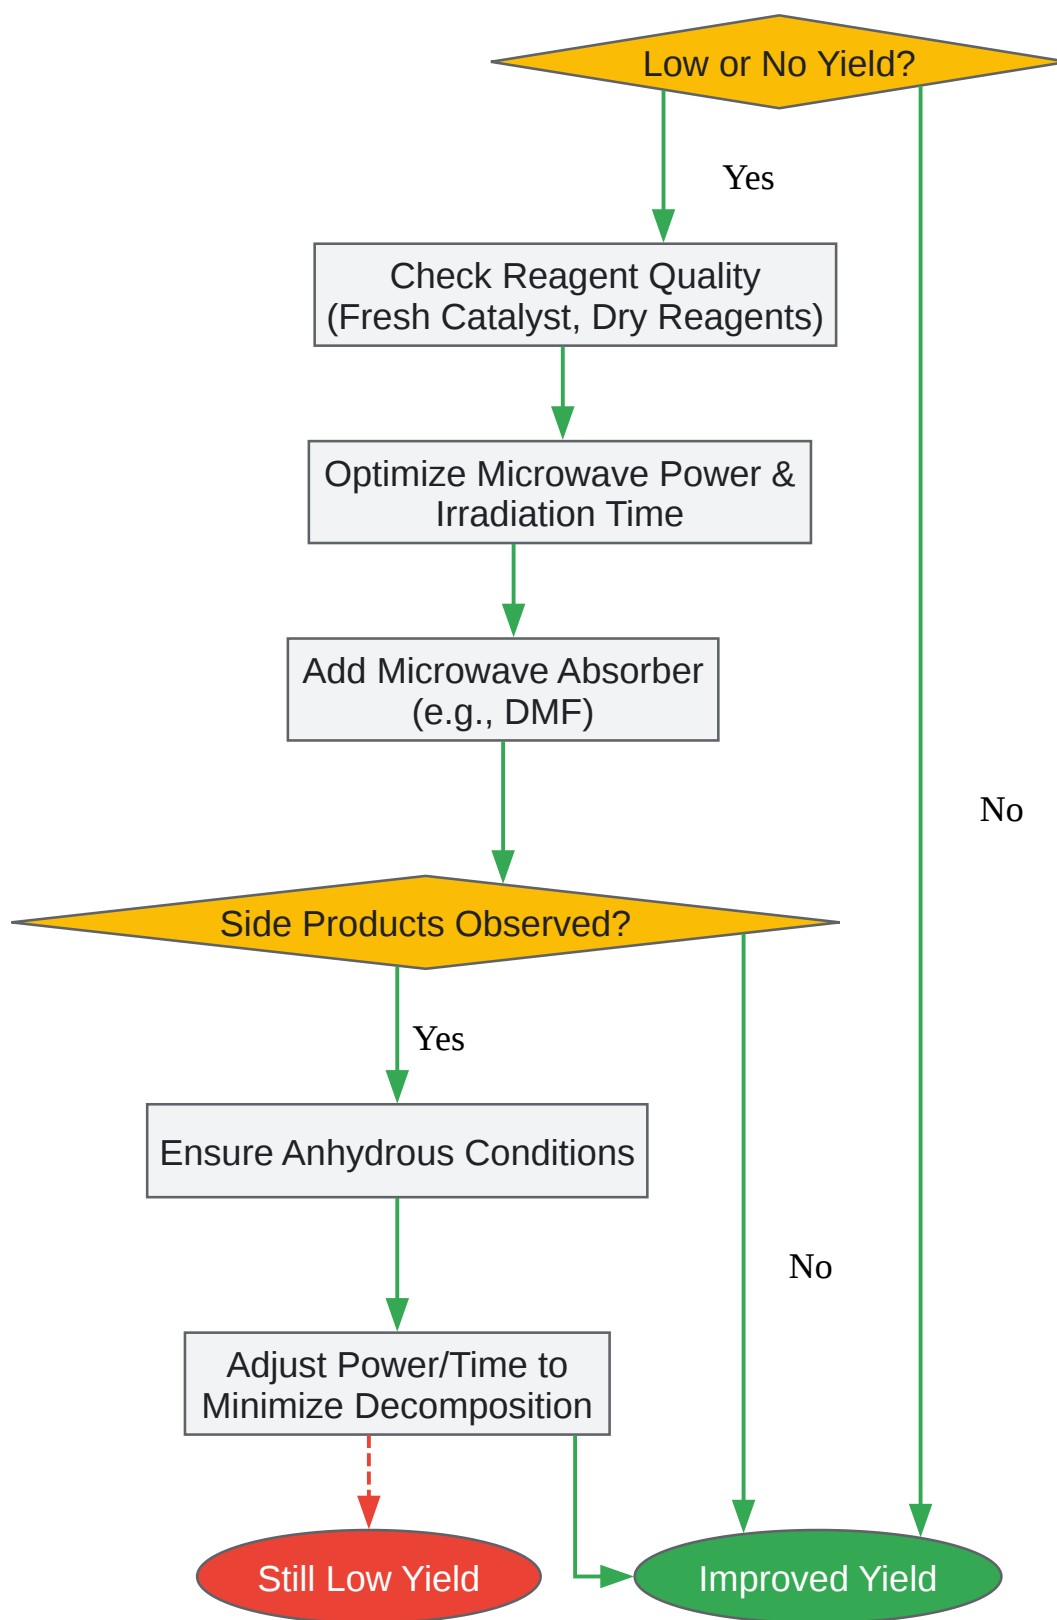 Low or No Yield?
Yes
Check Reagent Quality
(Fresh Catalyst, Dry Reagents)
Optimize Microwave Power &
Irradiation Time
Add Microwave Absorber
(e.g., DMF)
No
Side Products Observed?
Yes
Ensure Anhydrous Conditions
No
Adjust Power/Time to
Minimize Decomposition
Still Low Yield
Improved Yield